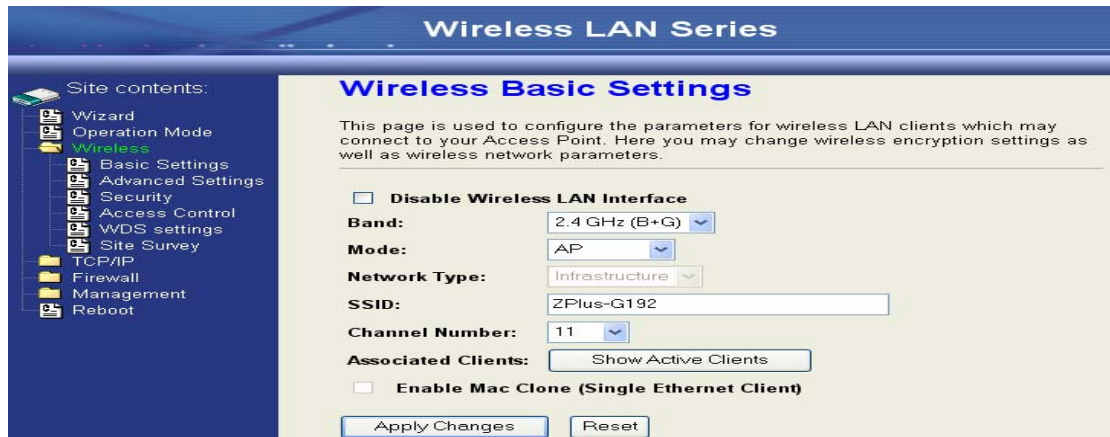 Wireless LAN Series
Site contents:
Wizard
Operation Mode
Wireless
Basic Settings
Advanced Settings
Security
Access Control
WDS settings
Site Survey
TCP/IP
Firewall
Management
Reboot
Wireless Basic Settings
This page is used to configure the parameters for wireless LAN clients which may
connect to your Access Point. Here you may change wireless encryption settings as
well as wireless network parameters.
Disable Wireless LAN Interface
Band: 2.4 GHz (B+G)
Mode: AP
Network Type: Infrastructure
SSID: ZPlus-G192
Channel Number: 11
Associated Clients: Show Active Clients
Enable Mac Clone (Single Ethernet Client)
Apply Changes Reset